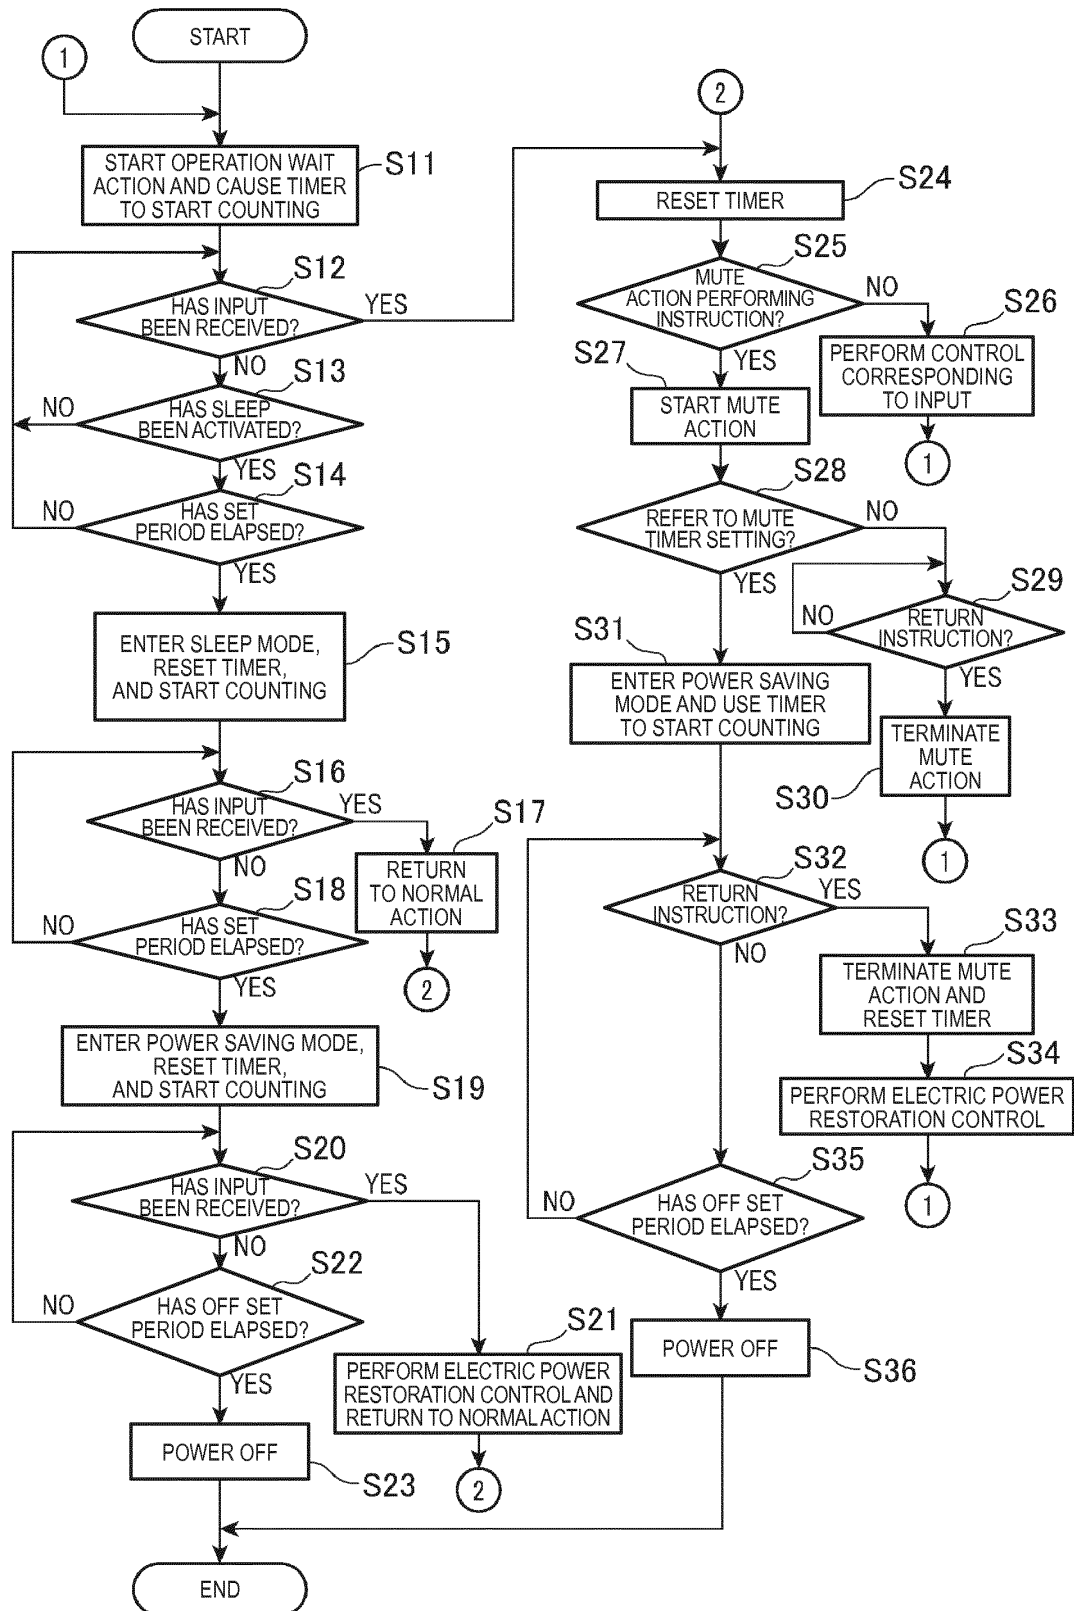 START
1
START OPERATION WAIT
ACTION AND CAUSE TIMER
TO START COUNTING
S11
S12
HAS INPUT
BEEN RECEIVED?
YES
NO
S13
HAS SLEEP
BEEN ACTIVATED?
NO
YES
S14
HAS SET
PERIOD ELAPSED?
NO
YES
ENTER SLEEP MODE,
RESET TIMER,
AND START COUNTING
S15
S16
HAS INPUT
BEEN RECEIVED?
YES
NO
S17
RETURN
TO NORMAL
ACTION
2
S18
HAS SET
PERIOD ELAPSED?
NO
YES
ENTER POWER SAVING MODE,
RESET TIMER,
AND START COUNTING
S19
S20
HAS INPUT
BEEN RECEIVED?
YES
NO
S22
HAS OFF SET
PERIOD ELAPSED?
NO
YES
S21
PERFORM ELECTRIC POWER
RESTORATION CONTROL AND
RETURN TO NORMAL ACTION
2
POWER OFF
S23
END
2
RESET TIMER
S24
S25
MUTE
ACTION PERFORMING
INSTRUCTION?
NO
YES
S26
PERFORM CONTROL
CORRESPONDING
TO INPUT
1
S27
START MUTE
ACTION
S28
REFER TO MUTE
TIMER SETTING?
NO
YES
S29
RETURN
INSTRUCTION?
NO
YES
TERMINATE
MUTE
ACTION
S30
1
S31
ENTER POWER SAVING
MODE AND USE TIMER
TO START COUNTING
S32
RETURN
INSTRUCTION?
YES
NO
S33
TERMINATE MUTE
ACTION AND
RESET TIMER
S34
PERFORM ELECTRIC POWER
RESTORATION CONTROL
1
S35
HAS OFF SET
PERIOD ELAPSED?
NO
YES
POWER OFF
S36